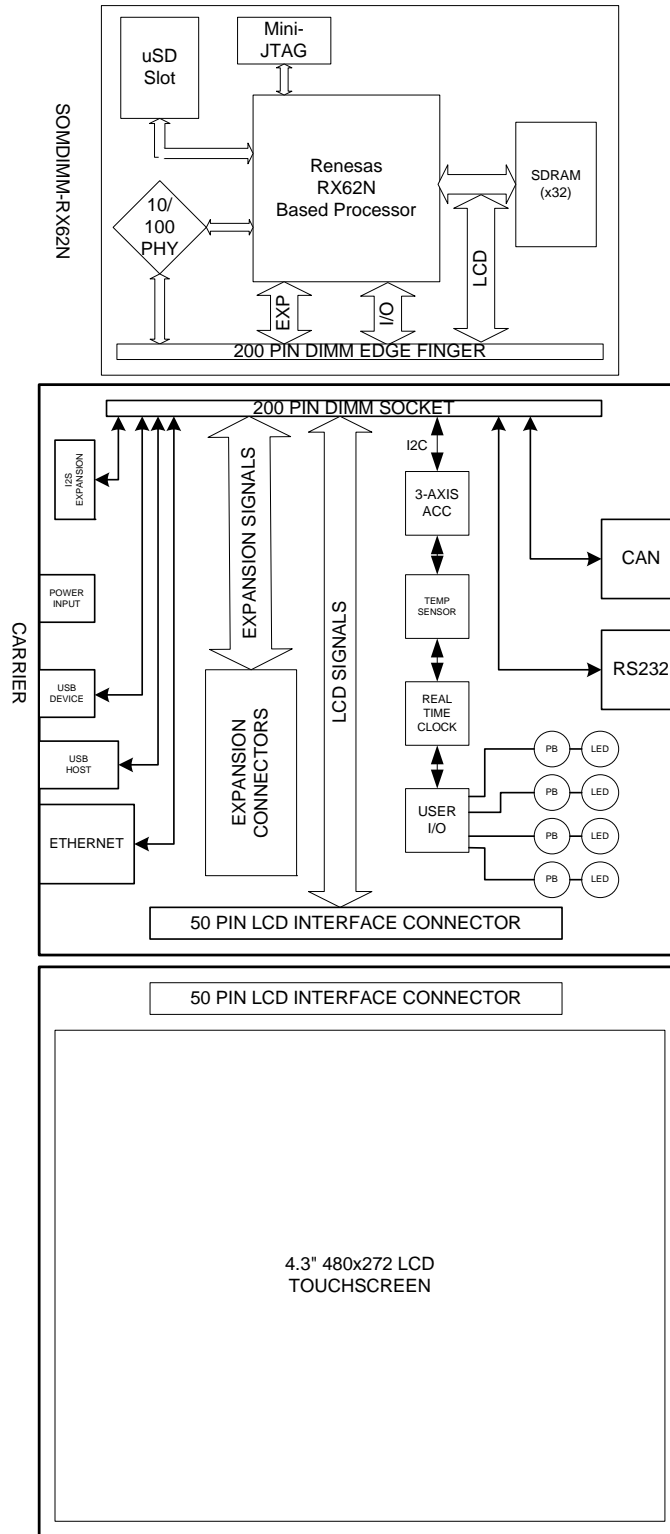 SOMDIMM-RX62N
uSD
Slot
Mini-
JTAG
Renesas
RX62N
Based Processor
SDRAM
(x32)
10/
100
PHY
EXP
I/O
LCD
200 PIN DIMM EDGE FINGER
CARRIER
200 PIN DIMM SOCKET
I2S
EXPANSION
EXPANSION SIGNALS
LCD SIGNALS
I2C
3-AXIS
ACC
CAN
POWER
INPUT
TEMP
SENSOR
RS232
USB
DEVICE
REAL
TIME
CLOCK
USB
HOST
EXPANSION
CONNECTORS
ETHERNET
USER
I/O
PB
LED
PB
LED
PB
LED
PB
LED
50 PIN LCD INTERFACE CONNECTOR
50 PIN LCD INTERFACE CONNECTOR
4.3" 480x272 LCD
TOUCHSCREEN